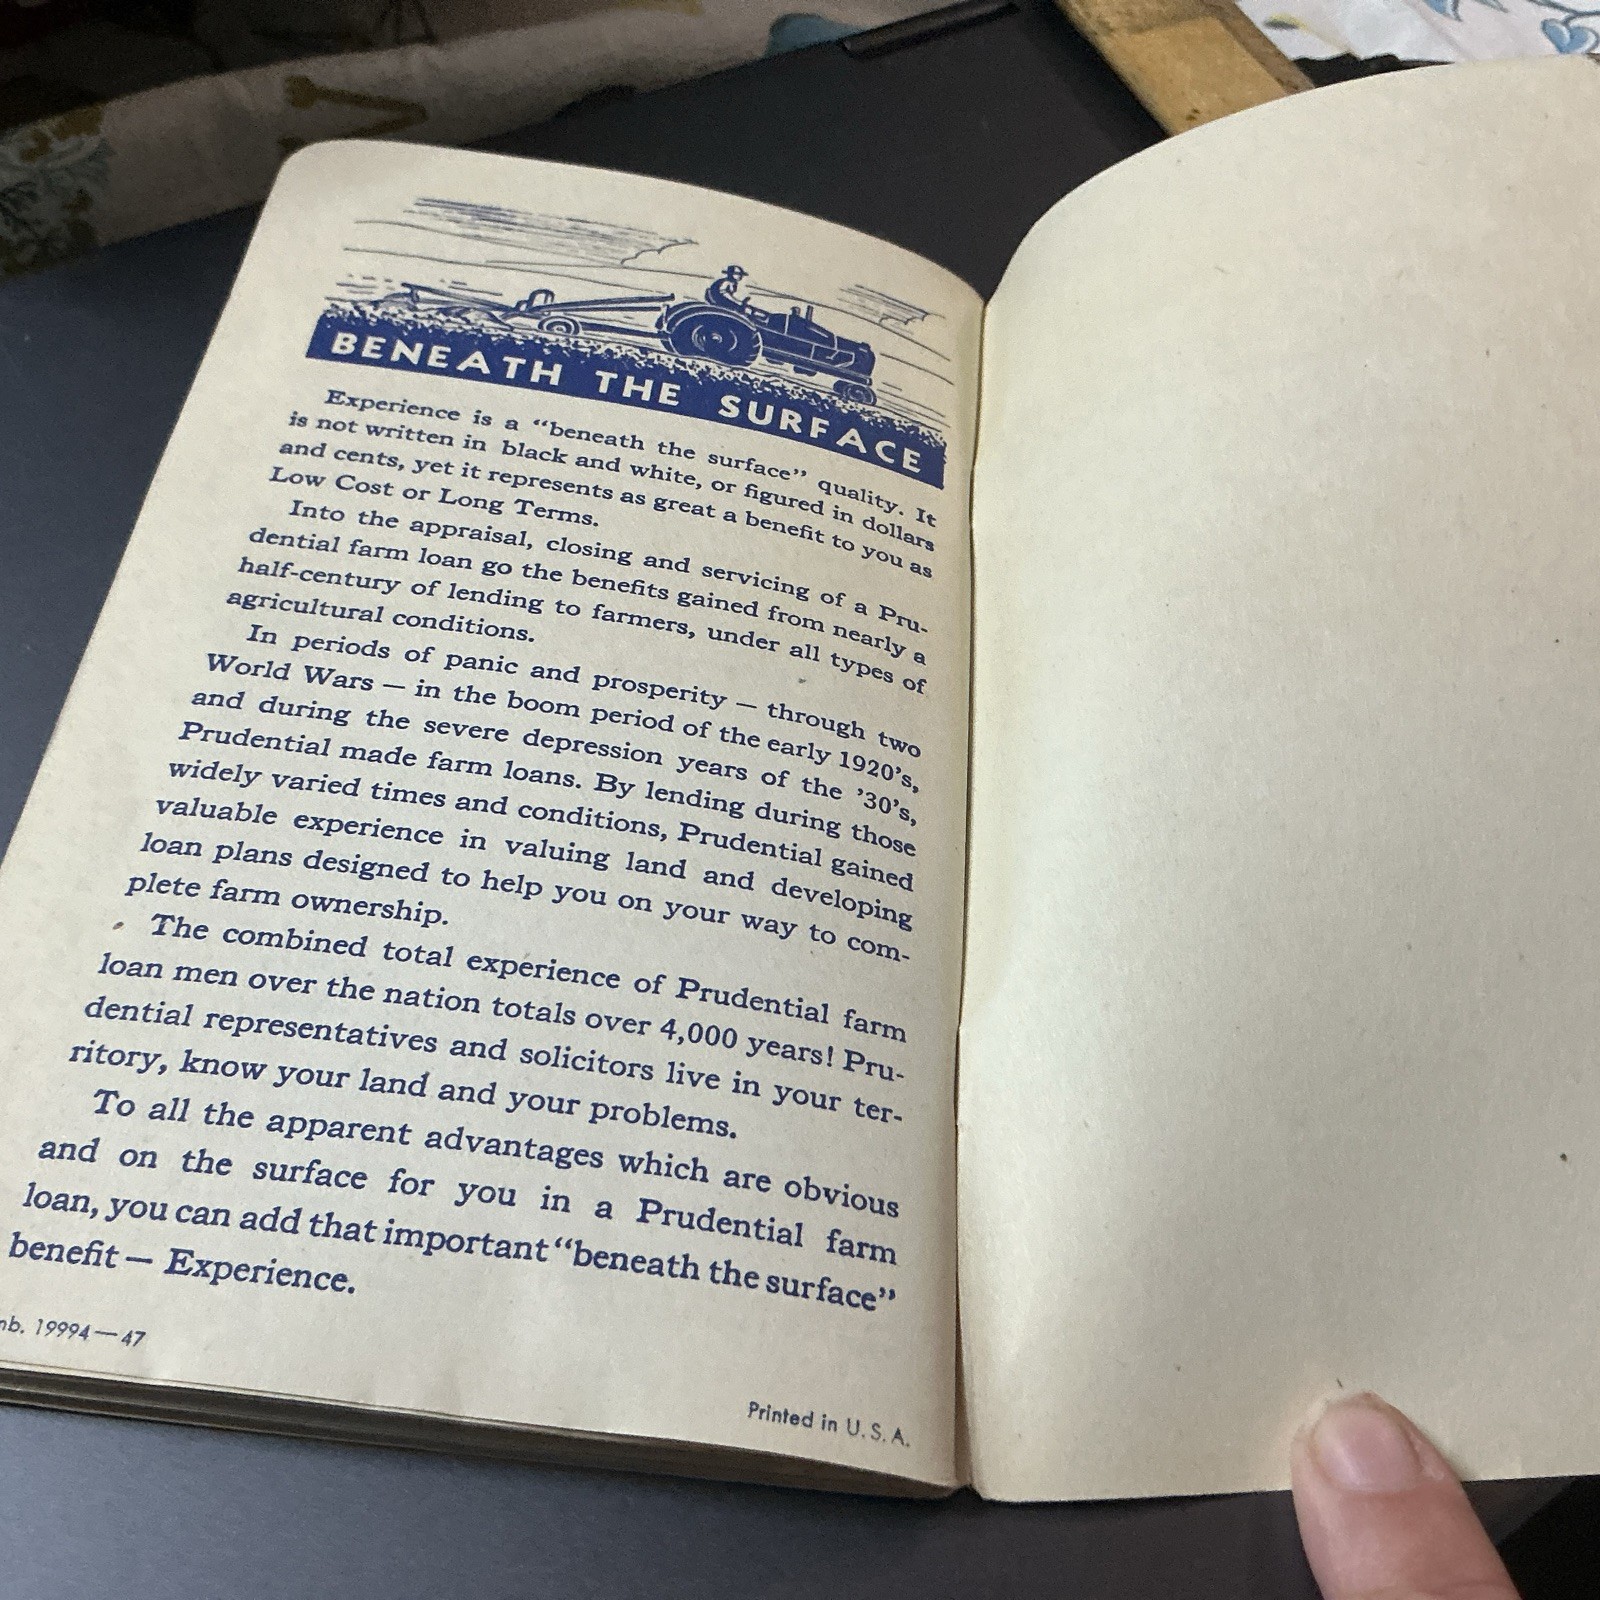 BENEATH THE SURFACE
Experience is a "beneath the surface" quality. It
is not written in black and white, or figured in dollars
and cents, yet it represents as great a benefit to you as
Low Cost or Long Terms.
Into the appraisal, closing and servicing of a Pru-
dential farm loan go the benefits gained from nearly a
half-century of lending to farmers, under all types of
agricultural conditions.
In periods of panic and prosperity — through two
World Wars — in the boom period of the early 1920's,
and during the severe depression years of the '30's,
Prudential made farm loans. By lending during those
widely varied times and conditions, Prudential gained
valuable experience in valuing land and developing
loan plans designed to help you on your way to com-
plete farm ownership.
The combined total experience of Prudential farm
loan men over the nation totals over 4,000 years! Pru-
dential representatives and solicitors live in your ter-
ritory, know your land and your problems.
To all the apparent advantages which are obvious
and on the surface for you in a Prudential farm
loan, you can add that important "beneath the surface"
benefit — Experience.
19994—47
Printed in U. S. A.